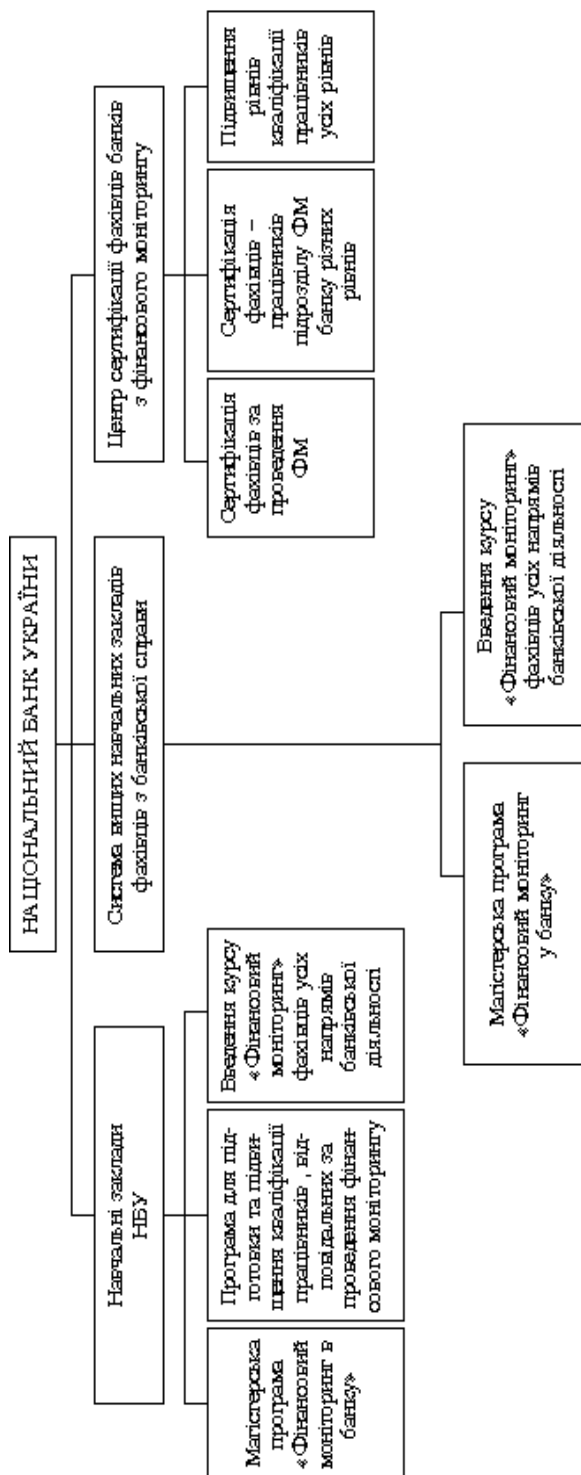 НАЦІОНАЛЬНИЙ БАНК УКРАЇНИ
Навчальні заклади
НБУ
Система вищих навчальних закладів
фахівців з банківської справи
Центр сертифікації фахівців банків
з фінансового моніторингу
Магістерська
програма
«Фінансовий
моніторинг в
банку»
Програма для під-
готовки та підви-
щення кваліфікації
працівників , від-
повідальних за
проведення фінан-
сового моніторингу
Введення курсу
«Фінансовий
моніторинг»
фахівців усіх
напрямів
банківської
діяльності
Сертифікація
фахівців за
проведення
ФМ
Сертифікація
фахівців –
працівників
підрозділу ФМ
банку різних
рівнів
Підвищення
рівнів
кваліфікації
працівників
усіх рівнів
Магістерська програма
«Фінансовий моніторинг
у банку»
Введення курсу
«Фінансовий моніторинг»
фахівців усіх напрямів
банківської діяльності